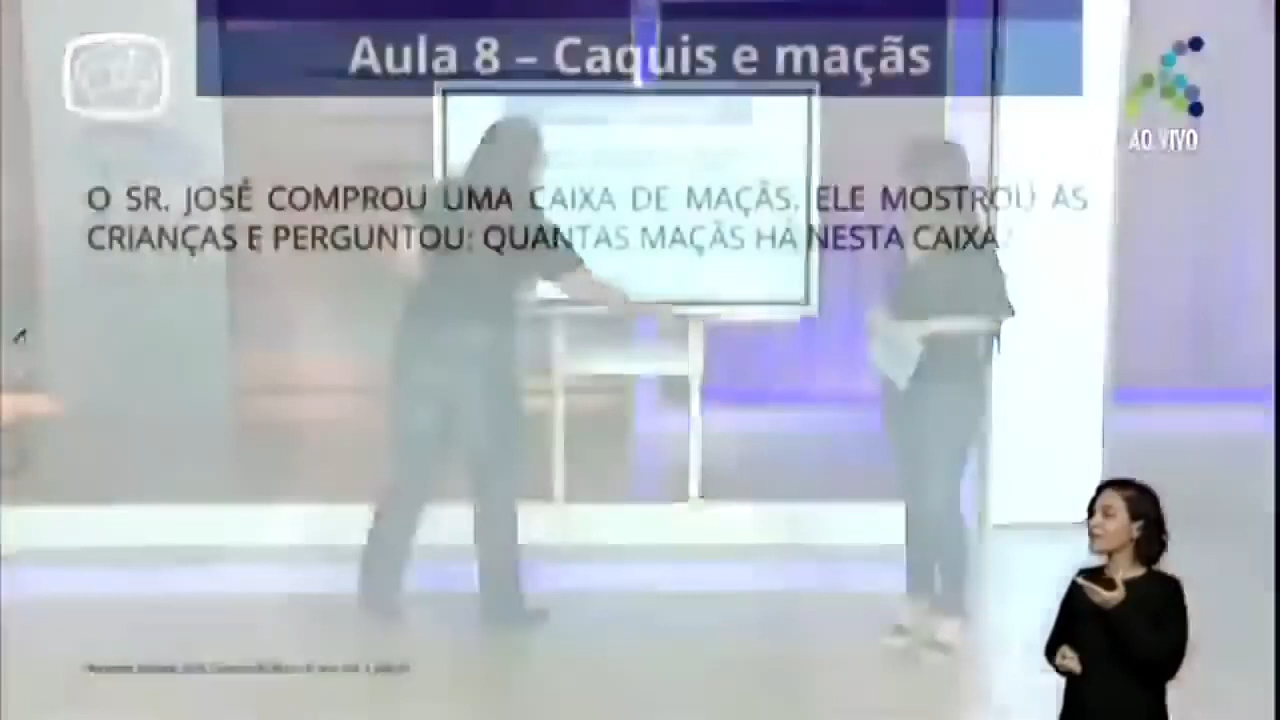 Aula 8 – Caquis e maçãs
AO VIVO
O SR. JOSÉ COMPROU UMA CAIXA DE MAÇÃS. ELE MOSTROU ÀS
CRIANÇAS E PERGUNTOU: QUANTAS MAÇÃS HÁ NESTA CAIXA?